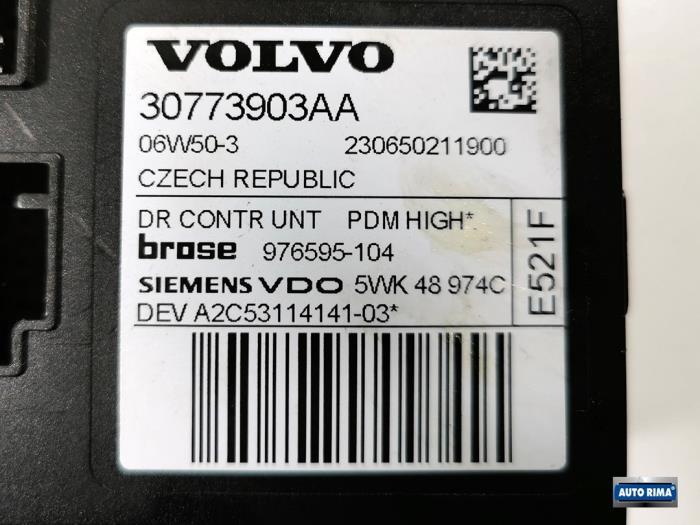 VOLVO
30773903AA
06W50-3 230650211900
CZECH REPUBLIC
DR CONTR UNT PDM HIGH*
brose 976595-104
SIEMENS VDO 5WK 48 974C
DEV A2C53114141-03*
E521F
AUTO RIMA